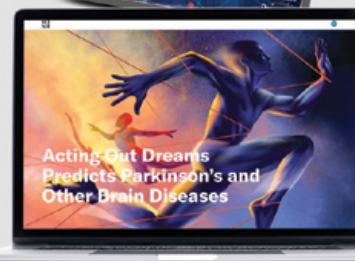 Acting Out Dreams
Predicts Parkinson's and
Other Brain Diseases